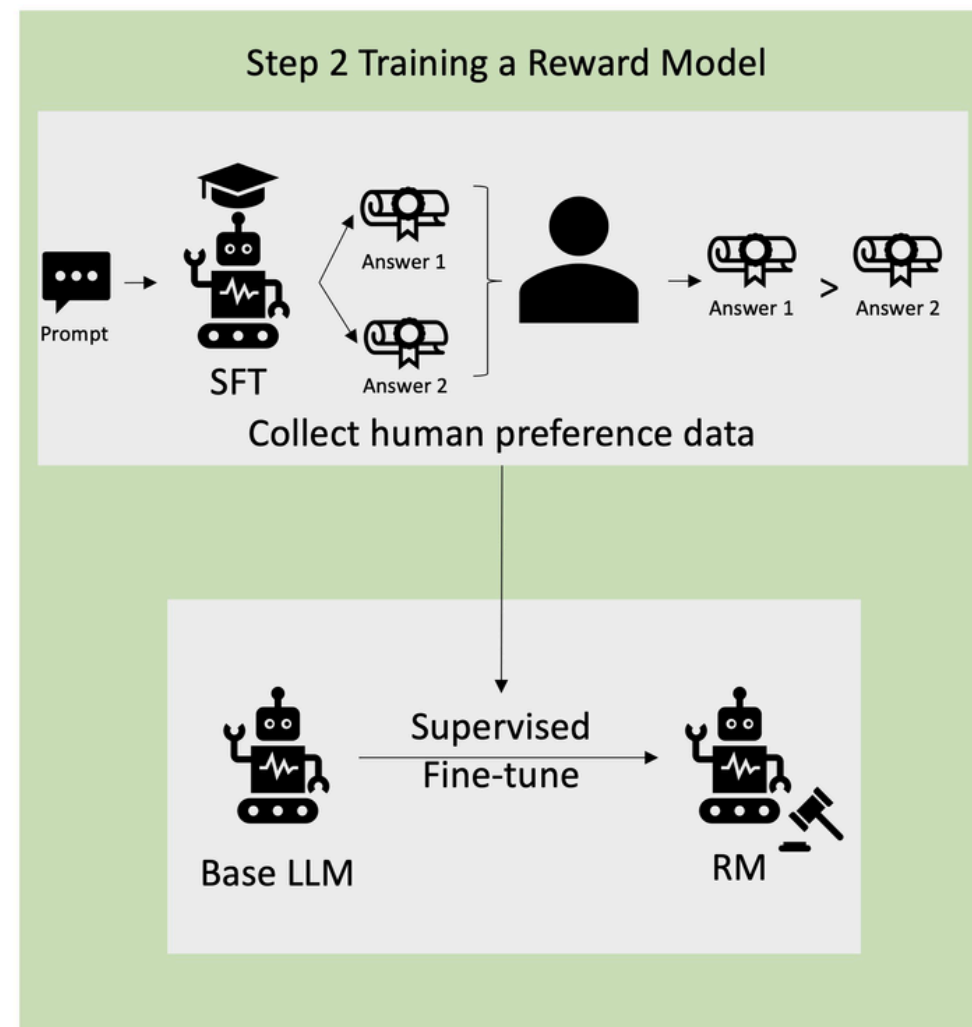 Step 2 Training a Reward Model
Prompt
SFT
Answer 1
Answer 2
Answer 1
>
Answer 2
Collect human preference data
Supervised
Fine-tune
Base LLM
RM